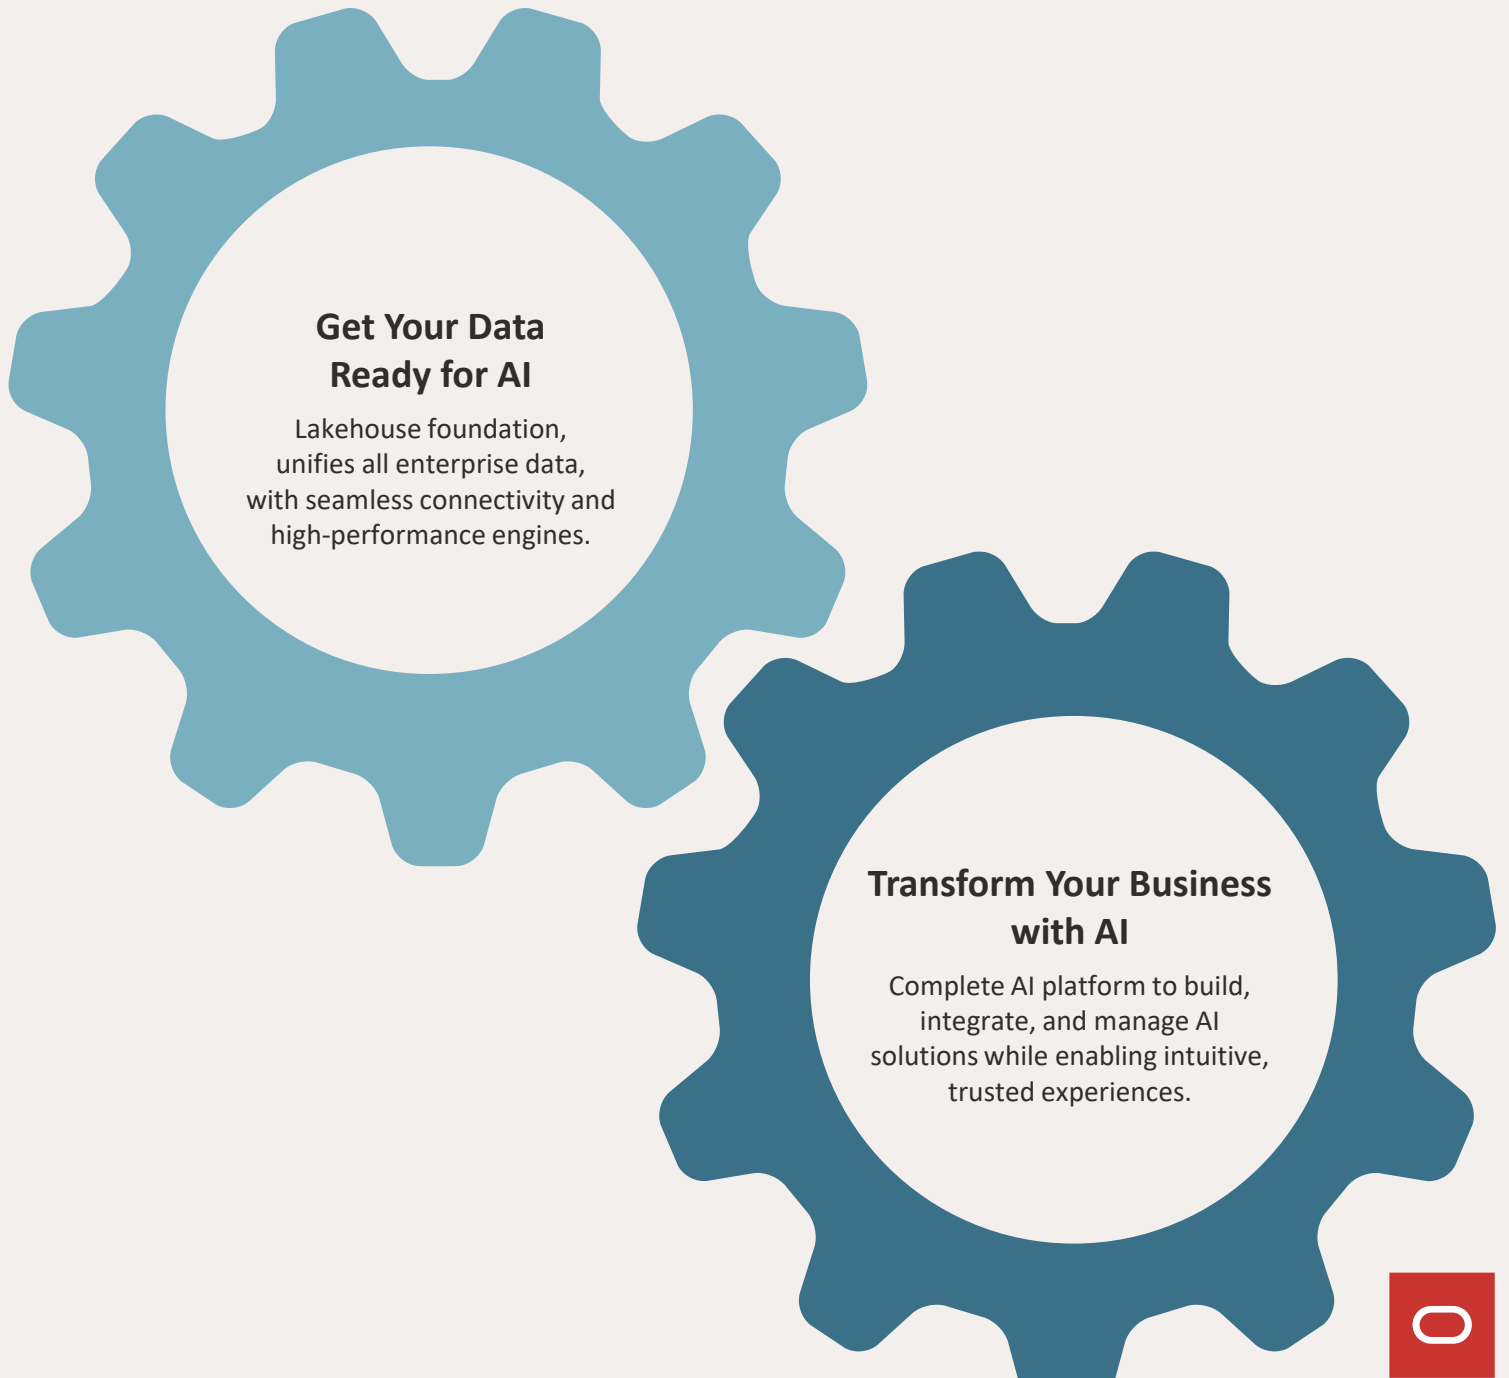 Get Your Data
Ready for AI
Lakehouse foundation,
unifies all enterprise data,
with seamless connectivity and
high-performance engines.
Transform Your Business
with AI
Complete AI platform to build,
integrate, and manage AI
solutions while enabling intuitive,
trusted experiences.